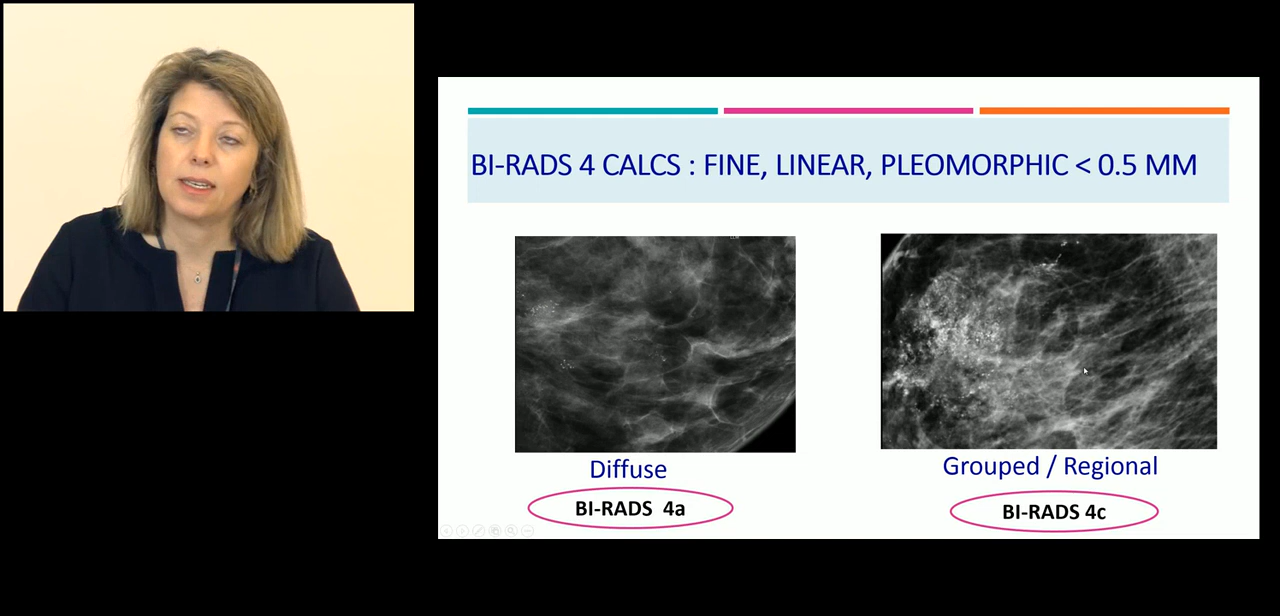 BI-RADS 4 CALCS : FINE, LINEAR, PLEOMORPHIC < 0.5 MM
Diffuse
BI-RADS 4a
Grouped / Regional
BI-RADS 4c